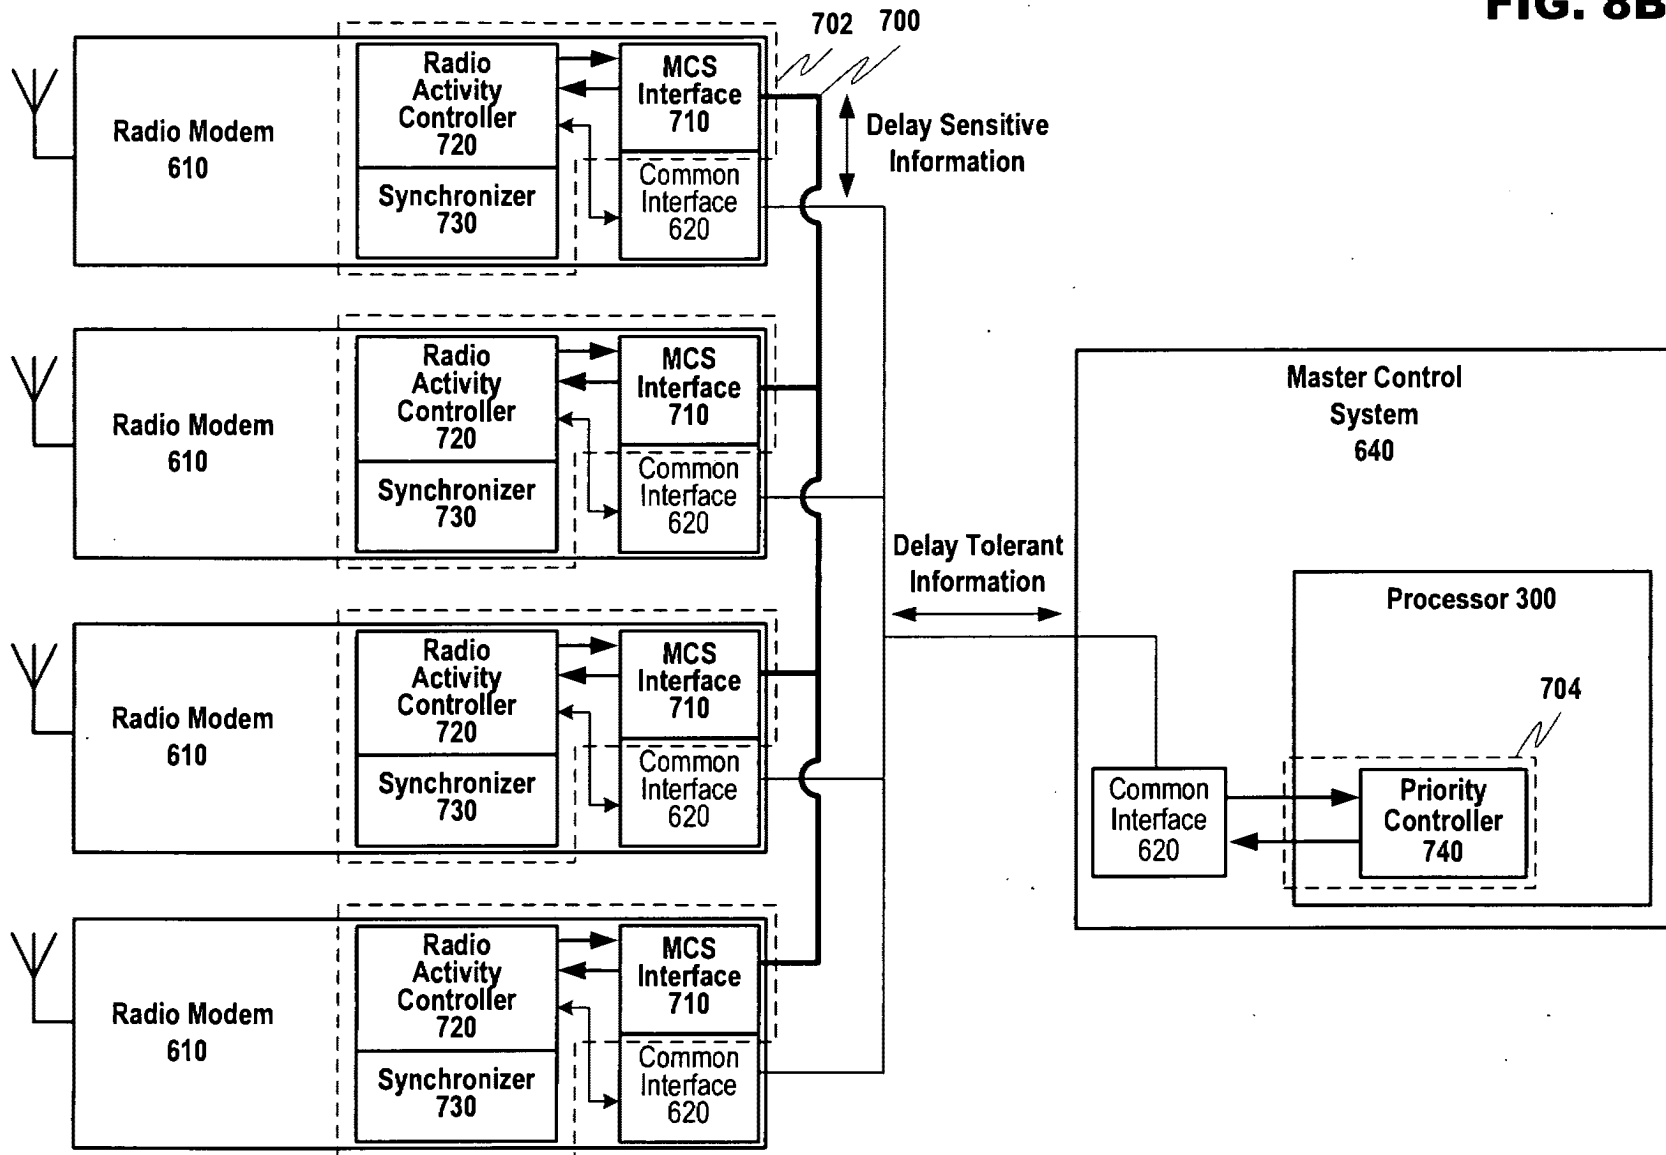 FIG. 8B
702 700
Radio Modem
610
Radio
Activity
Controller
720
Synchronizer
730
MCS
Interface
710
Common
Interface
620
Delay Sensitive
Information
Radio Modem
610
Radio
Activity
Controller
720
Synchronizer
730
MCS
Interface
710
Common
Interface
620
Radio Modem
610
Radio
Activity
Controller
720
Synchronizer
730
MCS
Interface
710
Common
Interface
620
Radio Modem
610
Radio
Activity
Controller
720
Synchronizer
730
MCS
Interface
710
Common
Interface
620
Delay Tolerant
Information
Master Control
System
640
Processor 300
704
Common
Interface
620
Priority
Controller
740